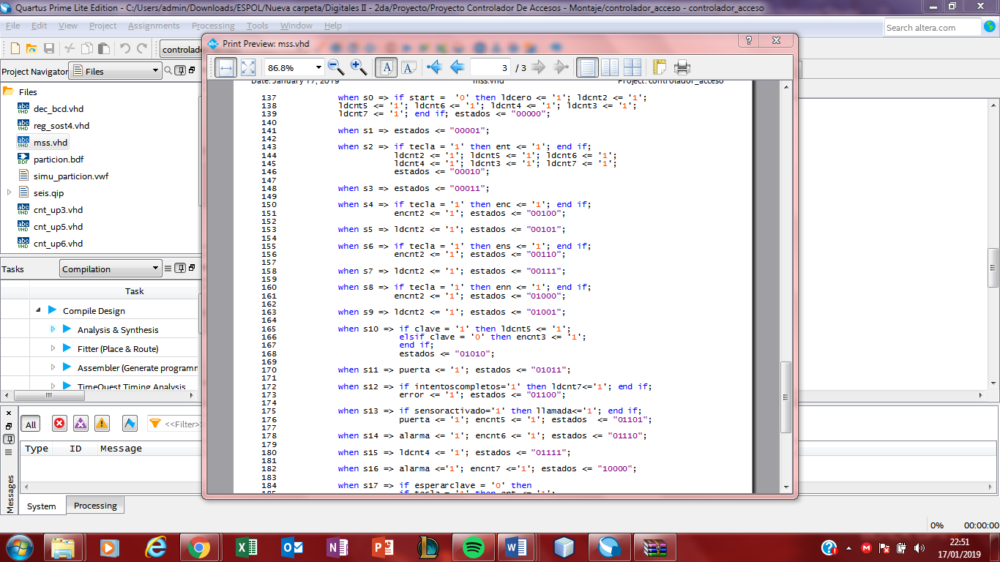 Quartus Prime Lite Edition - C:/Users/admin/Downloads/ESPOL/Nueva carpeta/Digitales II - 2da/Proyecto/Proyecto Controlador De Accesos - Montaje/controlador_acceso - controlador_acceso
File Edit View Project Assignments Processing Tools Window Help
Search altera.com
controlad
Project Navigator Files
Files
dec_bcd.vhd
reg_sost4.vhd
mss.vhd
particion.bdf
simu_particion.vwf
seis.qip
cnt_up3.vhd
cnt_up5.vhd
cnt_up6.vhd
Tasks Compilation
Task
Compile Design
Analysis & Synthesis
Fitter (Place & Route)
Assembler (Generate programm
TimeQuest Timing Analysis
All <<Filter>>
Type ID Message
Messages
System Processing
0% 00:00:00
Print Preview: mss.vhd
86.8% 3 / 3
Date: January 17, 2019 mss.vhd Project: controlador_acceso
137 when s0 => if start =  '0' then ldcero <= '1'; ldcnt2 <= '1';
138 ldcnt5 <= '1'; ldcnt6 <= '1'; ldcnt4 <= '1'; ldcnt3 <= '1';
139 ldcnt7 <= '1'; end if; estados <= "00000";
140
141 when s1 => estados <= "00001";
142
143 when s2 => if tecla = '1' then ent <= '1'; end if;
144 ldcnt2 <= '1'; ldcnt5 <= '1'; ldcnt6 <= '1';
145 ldcnt4 <= '1'; ldcnt3 <= '1'; ldcnt7 <= '1';
146 estados <= "00010";
147
148 when s3 => estados <= "00011";
149
150 when s4 => if tecla = '1' then enc <= '1'; end if;
151 encnt2 <= '1'; estados <= "00100";
152
153 when s5 => ldcnt2 <= '1'; estados <= "00101";
154
155 when s6 => if tecla = '1' then ens <= '1'; end if;
156 encnt2 <= '1'; estados <= "00110";
157
158 when s7 => ldcnt2 <= '1'; estados <= "00111";
159
160 when s8 => if tecla = '1' then enn <= '1'; end if;
161 encnt2 <= '1'; estados <= "01000";
162
163 when s9 => ldcnt2 <= '1'; estados <= "01001";
164
165 when s10 => if clave = '1' then ldcnt5 <= '1';
166 elsif clave = '0' then encnt3 <= '1';
167 end if;
168 estados <= "01010";
169
170 when s11 => puerta <= '1'; estados <= "01011";
171
172 when s12 => if intentoscompletos='1' then ldcnt7<='1'; end if;
173 error <= '1'; estados <= "01100";
174
175 when s13 => if sensoractivado='1' then llamada<='1'; end if;
176 puerta <= '1'; encnt5 <= '1'; estados  <= "01101";
177
178 when s14 => alarma <= '1'; encnt6 <= '1'; estados <= "01110";
179
180 when s15 => ldcnt4 <= '1'; estados <= "01111";
181
182 when s16 => alarma <='1'; encnt7 <='1'; estados <= "10000";
183
184 when s17 => if esperarclave = '0' then
185 if tecla = '1' then ent <= '1';
22:51
17/01/2019